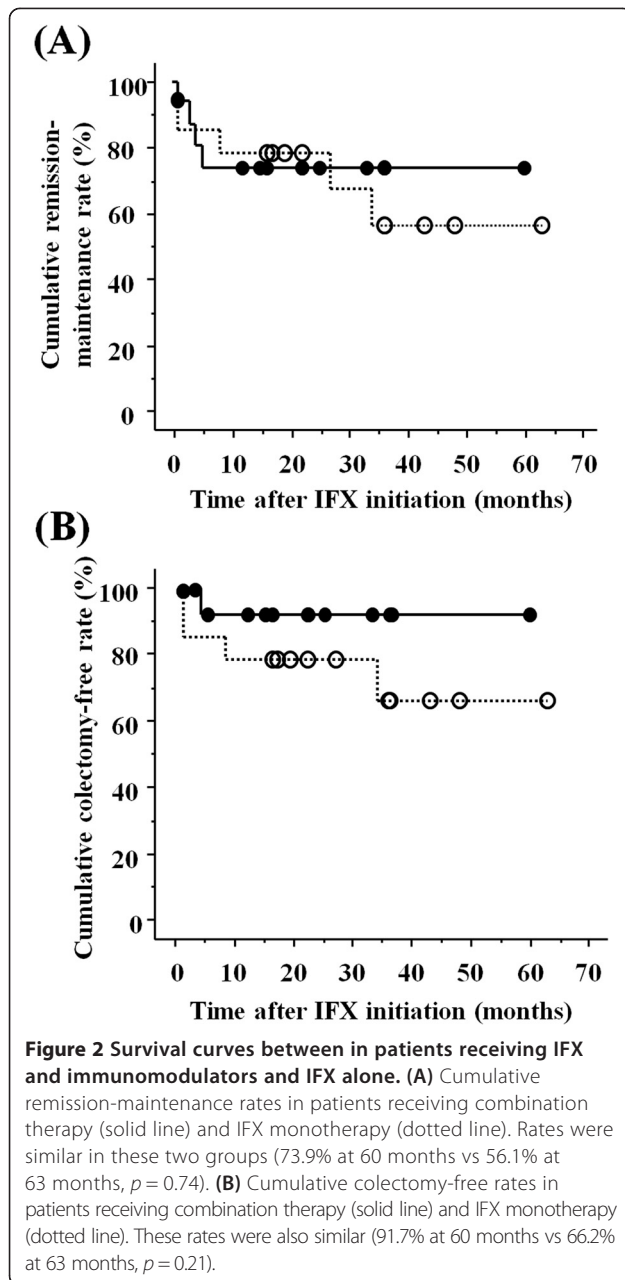 (A)
Cumulative remission-
maintenance rate (%)
100
80
60
40
20
0
0 10 20 30 40 50 60 70
Time after IFX initiation (months)
(B)
Cumulative colectomy-free rate (%)
100
80
60
40
20
0
0 10 20 30 40 50 60 70
Time after IFX initiation (months)
Figure 2 Survival curves between in patients receiving IFX
and immunomodulators and IFX alone. (A) Cumulative
remission-maintenance rates in patients receiving combination
therapy (solid line) and IFX monotherapy (dotted line). Rates were
similar in these two groups (73.9% at 60 months vs 56.1% at
63 months, p = 0.74). (B) Cumulative colectomy-free rates in
patients receiving combination therapy (solid line) and IFX monotherapy
(dotted line). These rates were also similar (91.7% at 60 months vs 66.2%
at 63 months, p = 0.21).